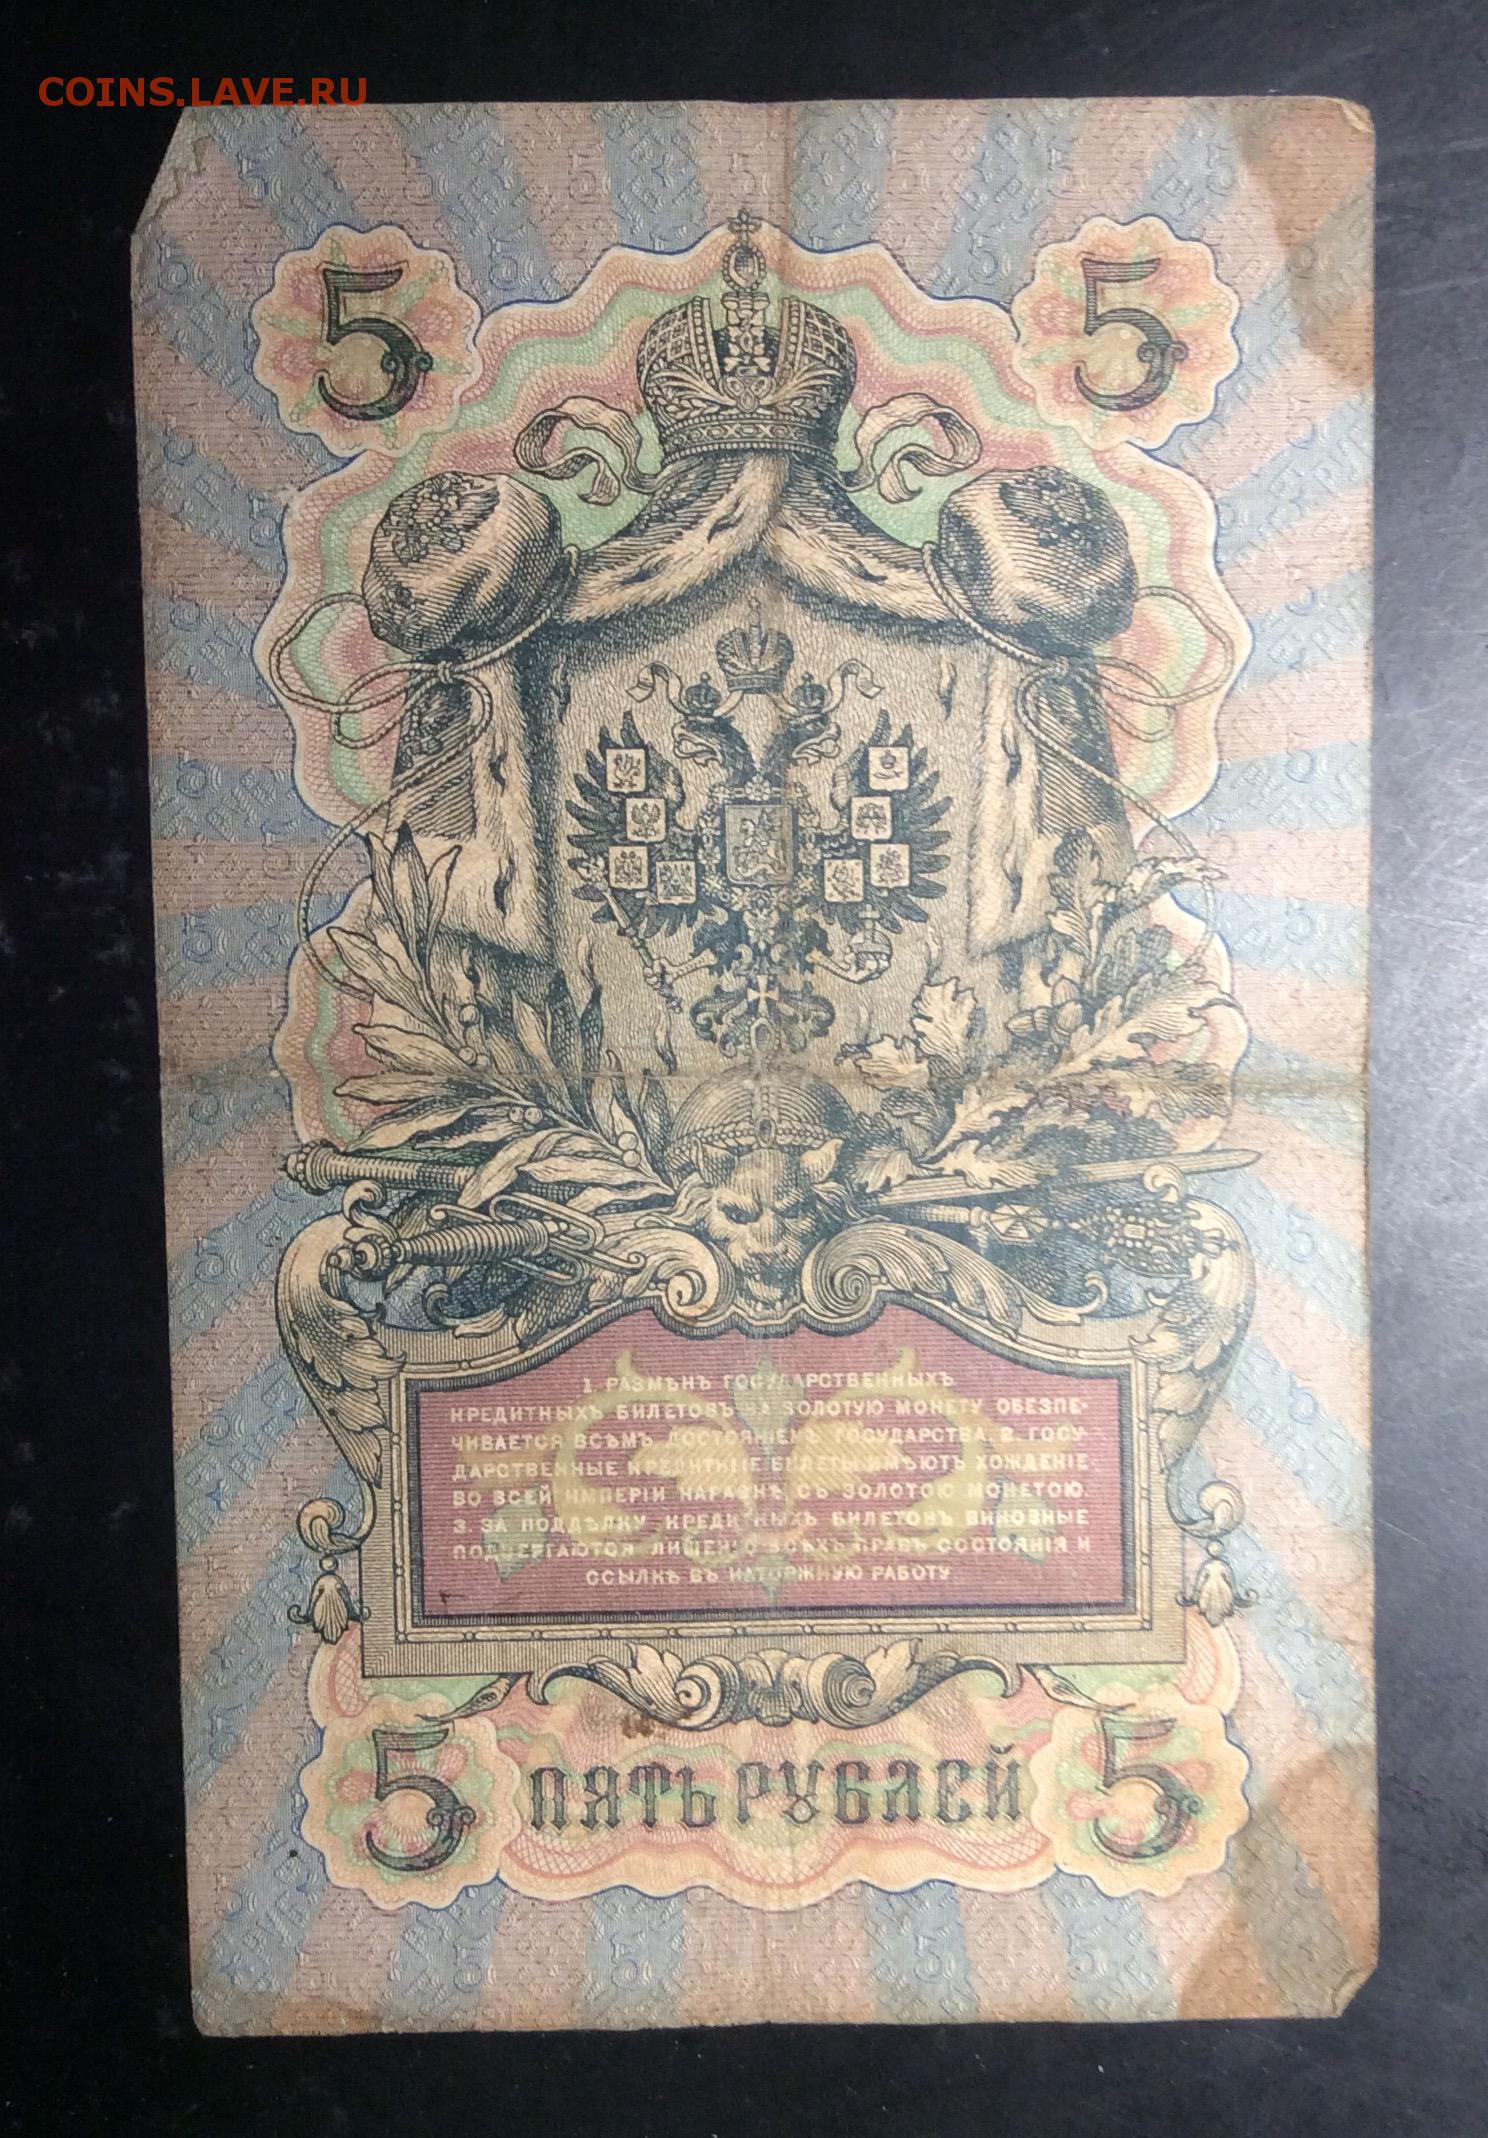 COINS.LAVE.RU
5 5
1. РАЗМѢНЪ ГОСУДАРСТВЕННЫХЪ
КРЕДИТНЫХЪ БИЛЕТОВЪ НА ЗОЛОТУЮ МОНЕТУ ОБЕЗПЕ-
ЧИВАЕТСЯ ВСѢМЪ ДОСТОЯНІЕМЪ ГОСУДАРСТВА. 2. ГОСУ-
ДАРСТВЕННЫЕ КРЕДИТНЫЕ БИЛЕТЫ ИМѢЮТЪ ХОЖДЕНІЕ
ВО ВСЕЙ ИМПЕРІИ НАРАВНѢ СЪ ЗОЛОТОЮ МОНЕТОЮ.
3. ЗА ПОДДѢЛКУ КРЕДИТНЫХЪ БИЛЕТОВЪ ВИНОВНЫЕ
ПОДВЕРГАЮТСЯ ЛИШЕНІЮ ВСѢХЪ ПРАВЪ СОСТОЯНІЯ И
ССЫЛКѢ ВЪ КАТОРЖНУЮ РАБОТУ.
5 ПЯТЬ РУБЛЕЙ 5